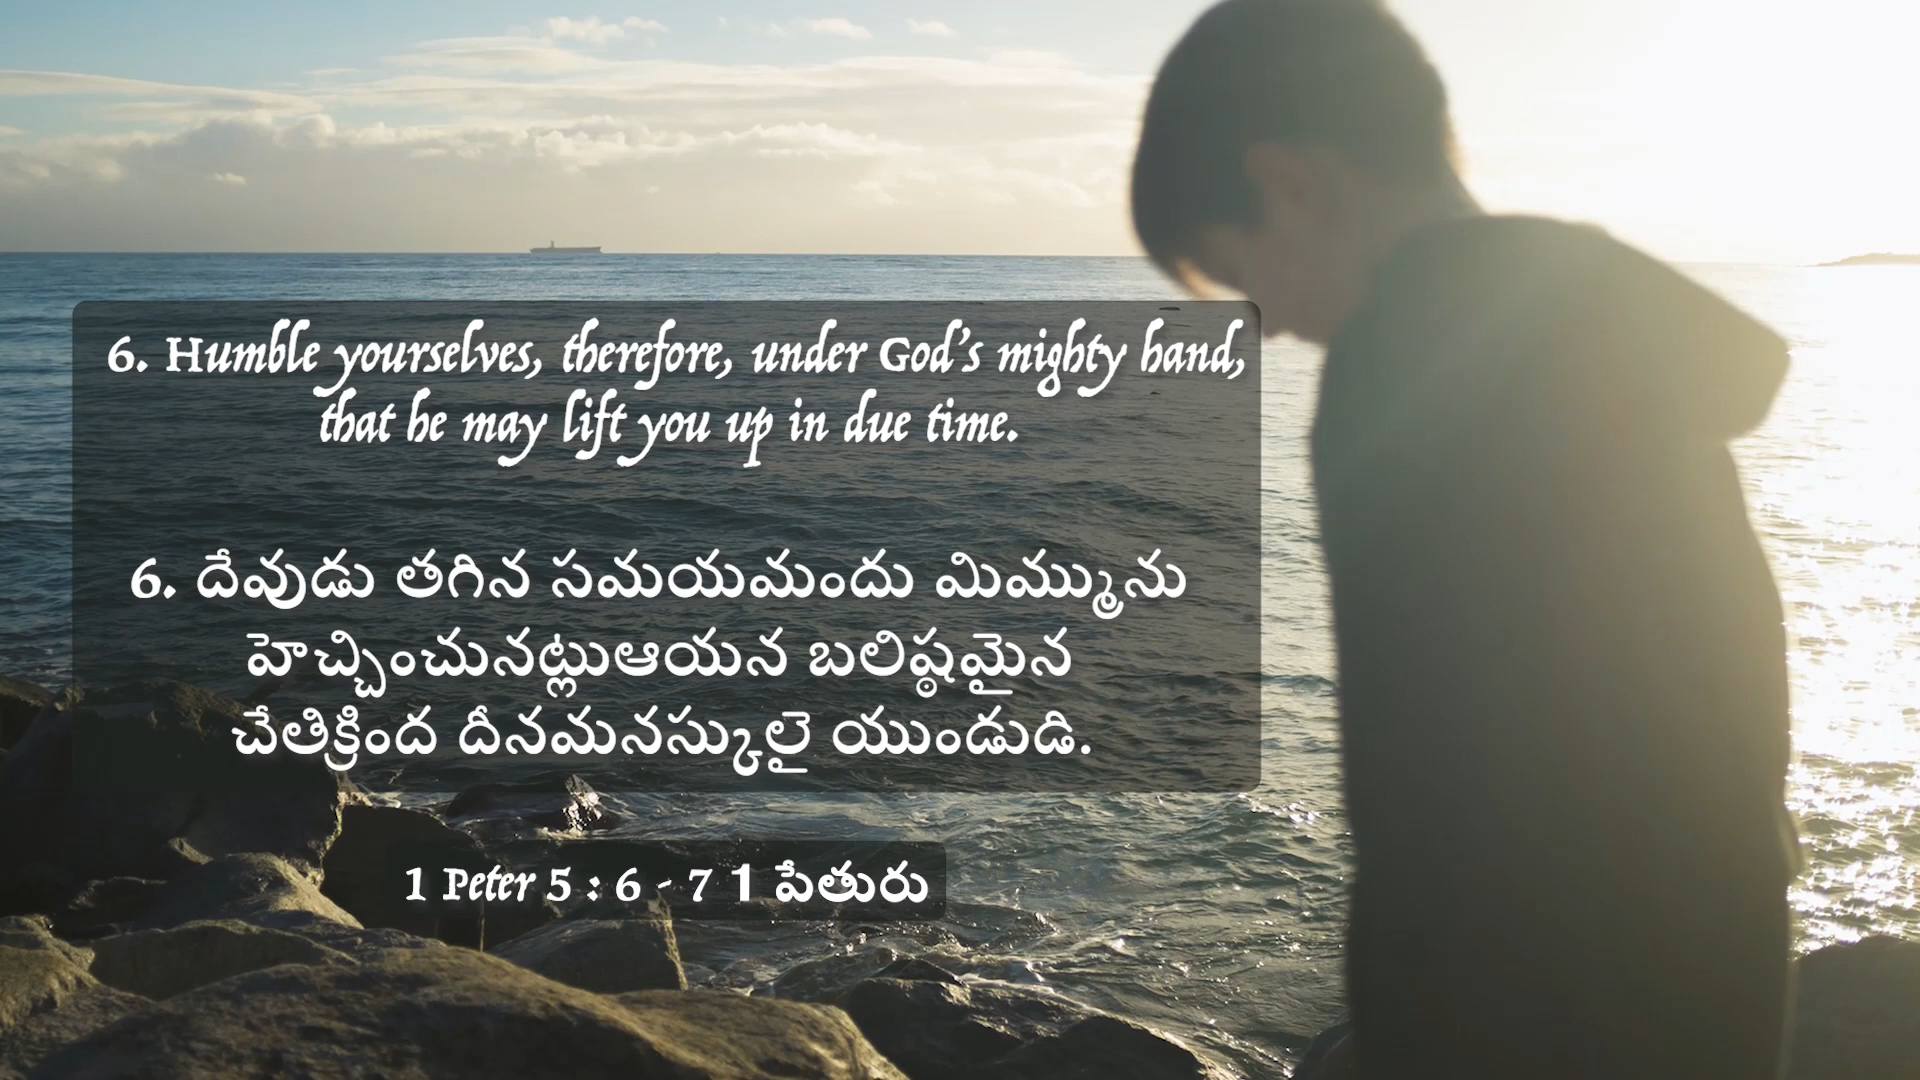 6. Humble yourselves, therefore, under God's mighty hand,
that he may lift you up in due time.
6. దేవుడు తగిన సమయమందు మిమ్మును
హెచ్చించునట్లుఆయన బలిష్ఠమైన
చేతిక్రింద దీనమనస్కులై యుండుడి.
1 Peter 5 : 6 - 7 1 పేతురు